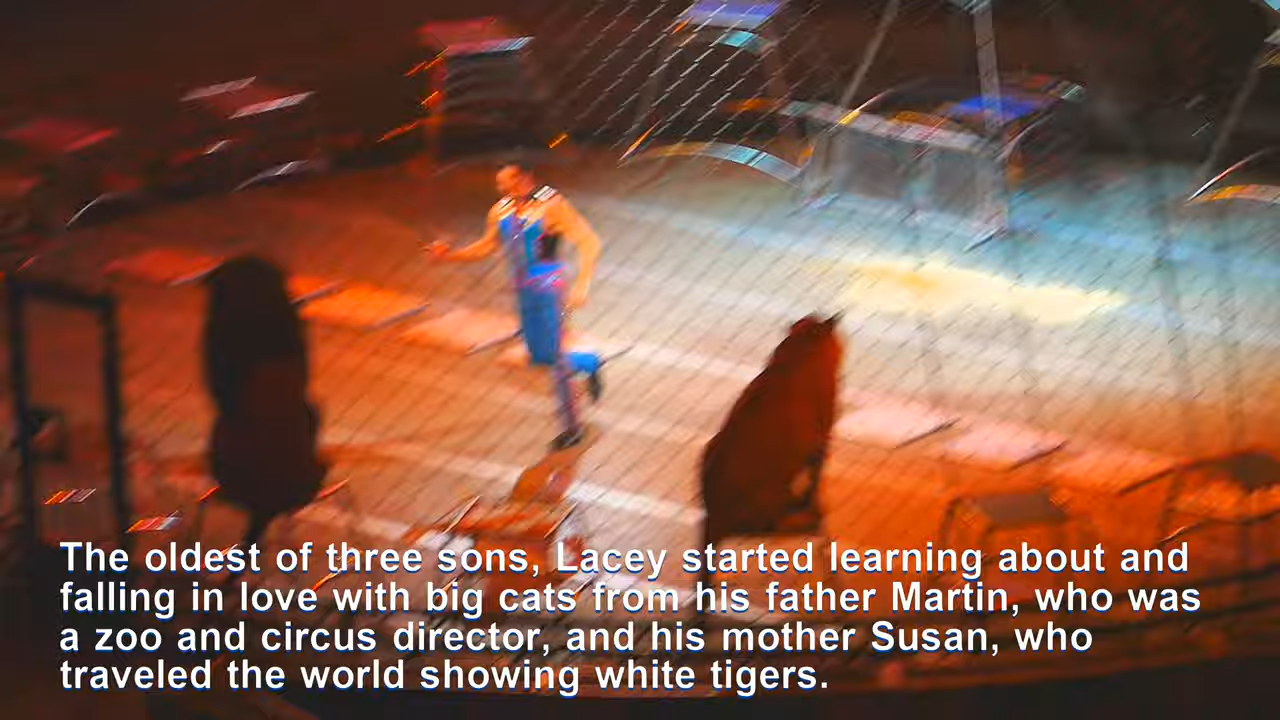 The oldest of three sons, Lacey started learning about and
falling in love with big cats from his father Martin, who was
a zoo and circus director, and his mother Susan, who
traveled the world showing white tigers.